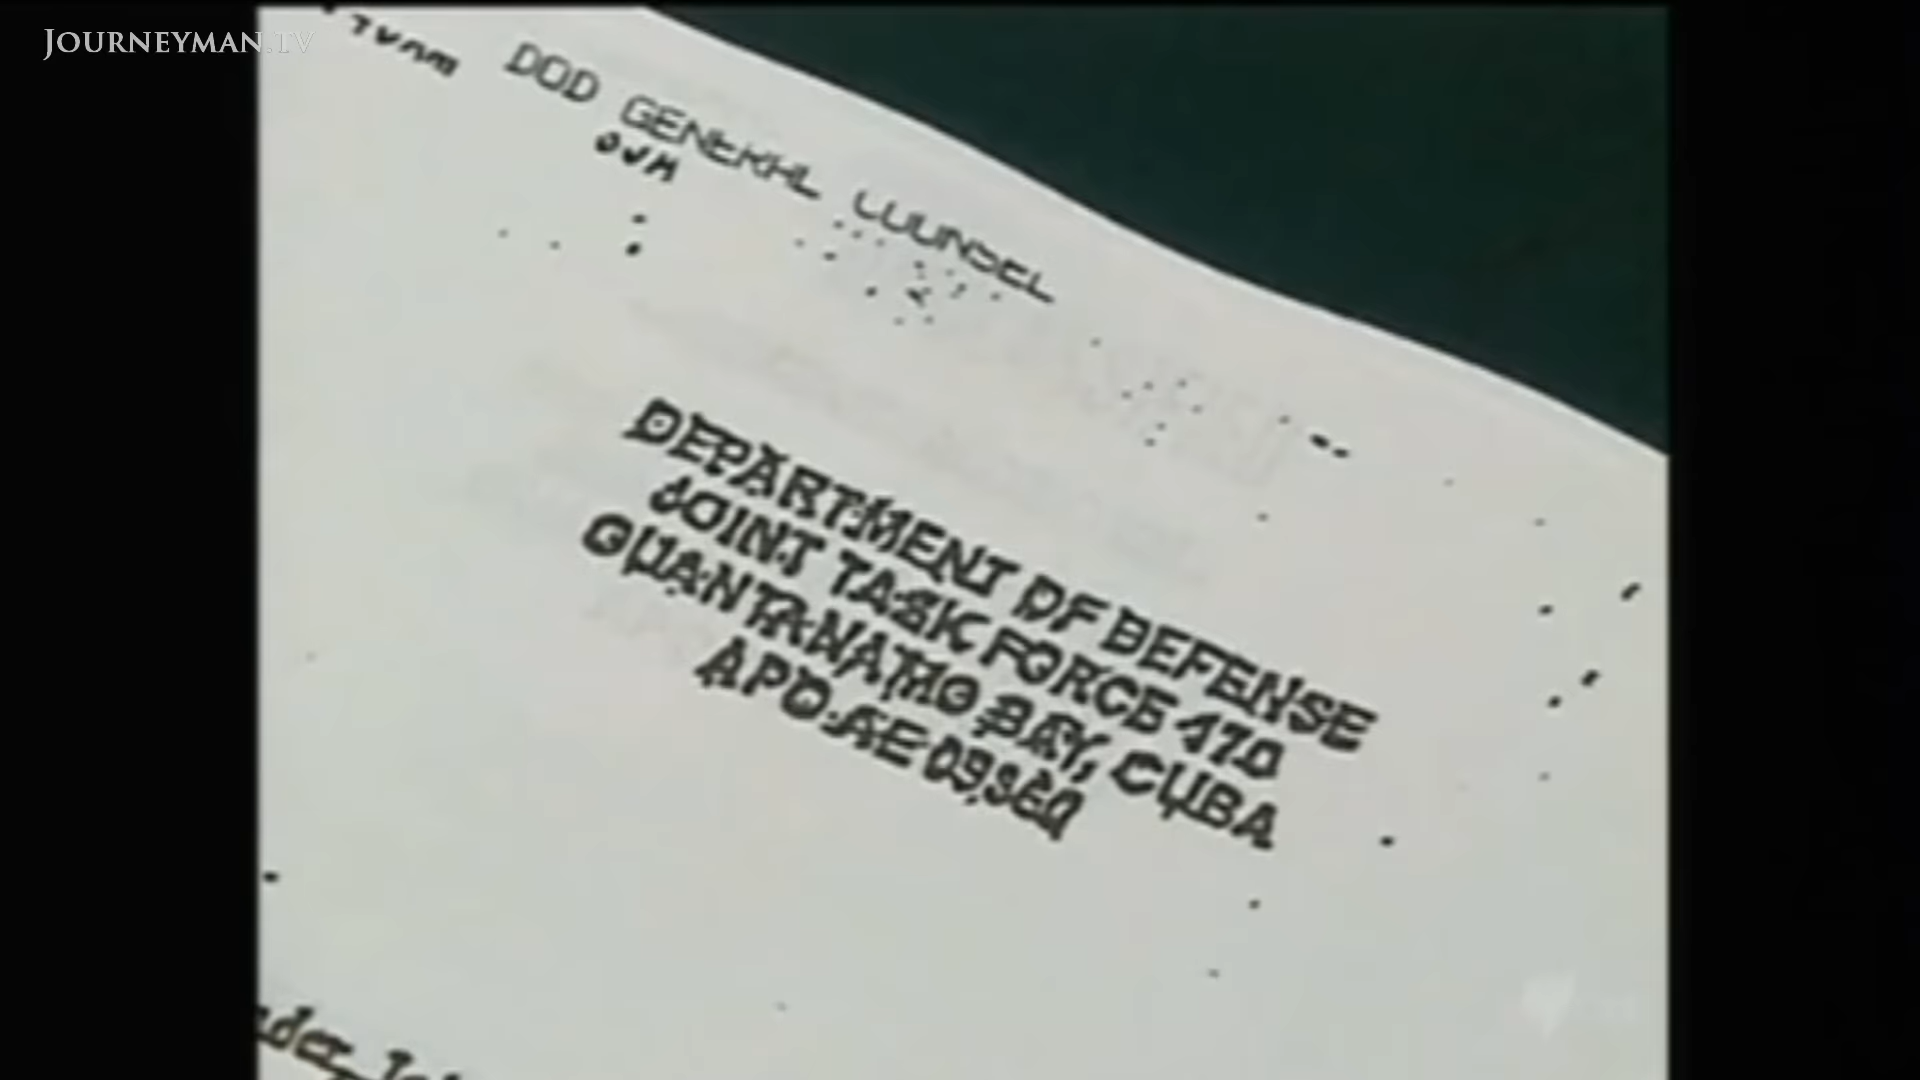 JOURNEYMAN.TV
DOD GENERAL COUNSEL
DEPARTMENT OF DEFENSE
JOINT TASK FORCE 170
GUANTANAMO BAY, CUBA
APO AE 09360